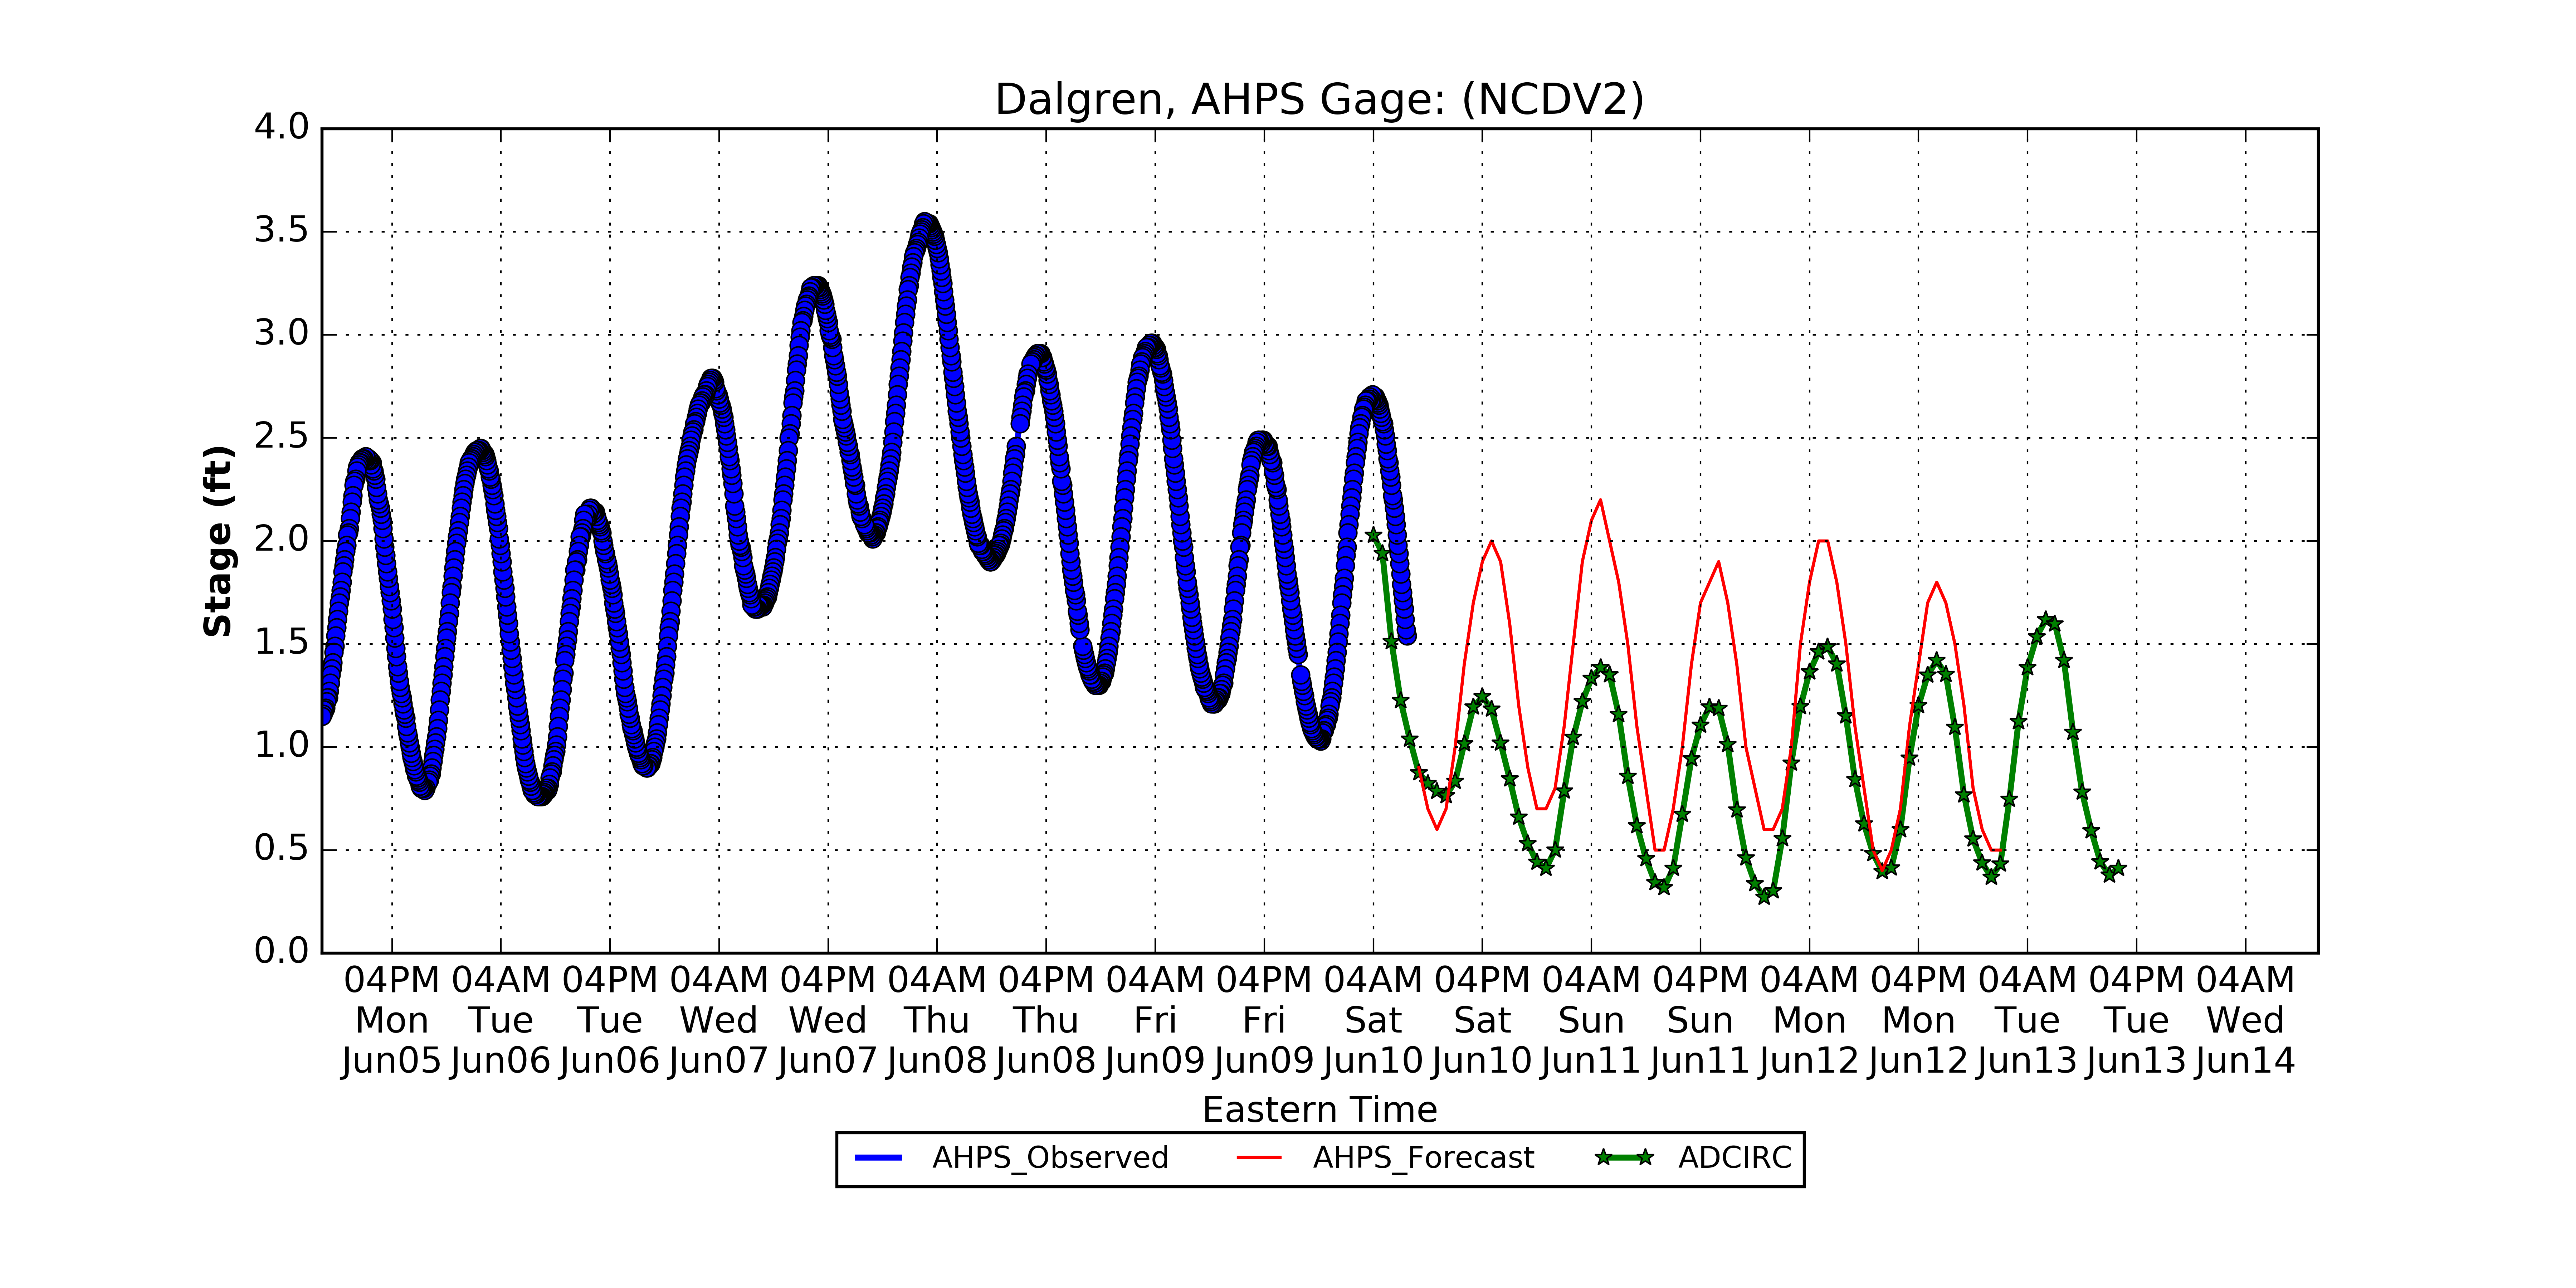 Dalgren, AHPS Gage: (NCDV2)
4.0
3.5
3.0
2.5
2.0
1.5
1.0
0.5
0.0
Stage (ft)
04PM 04AM 04PM 04AM 04PM 04AM 04PM 04AM 04PM 04AM 04PM 04AM 04PM 04AM 04PM 04AM 04PM 04AM
Mon Tue Tue Wed Wed Thu Thu Fri Fri Sat Sat Sun Sun Mon Mon Tue Tue Wed
Jun05 Jun06 Jun06 Jun07 Jun07 Jun08 Jun08 Jun09 Jun09 Jun10 Jun10 Jun11 Jun11 Jun12 Jun12 Jun13 Jun13 Jun14
Eastern Time
AHPS_Observed AHPS_Forecast ADCIRC